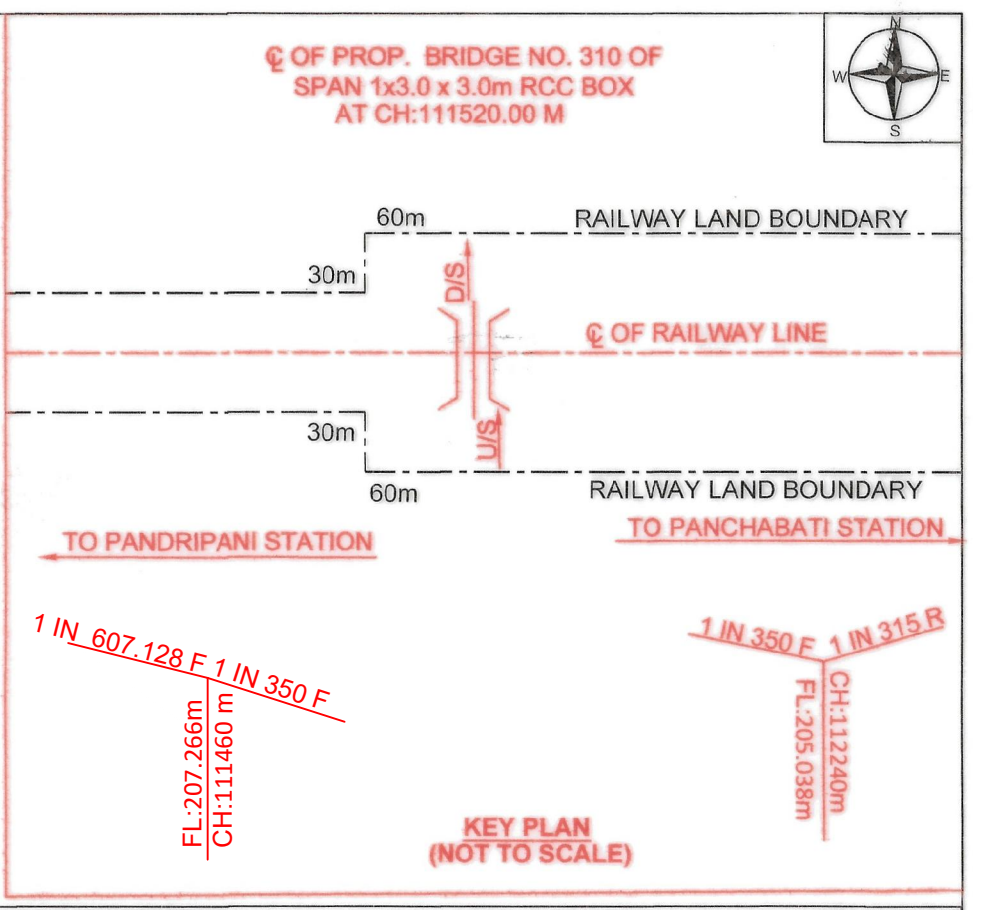 ℄ OF PROP. BRIDGE NO. 310 OF
SPAN 1x3.0 x 3.0m RCC BOX
AT CH:111520.00 M
N
W
E
S
60m
RAILWAY LAND BOUNDARY
30m
D/S
℄ OF RAILWAY LINE
30m
U/S
60m
RAILWAY LAND BOUNDARY
TO PANDRIPANI STATION
TO PANCHABATI STATION
1 IN 607.128 F
1 IN 350 F
FL:207.266m
CH:111460 m
1 IN 350 F
1 IN 315 R
FL:205.038m
CH:112240m
KEY PLAN
(NOT TO SCALE)